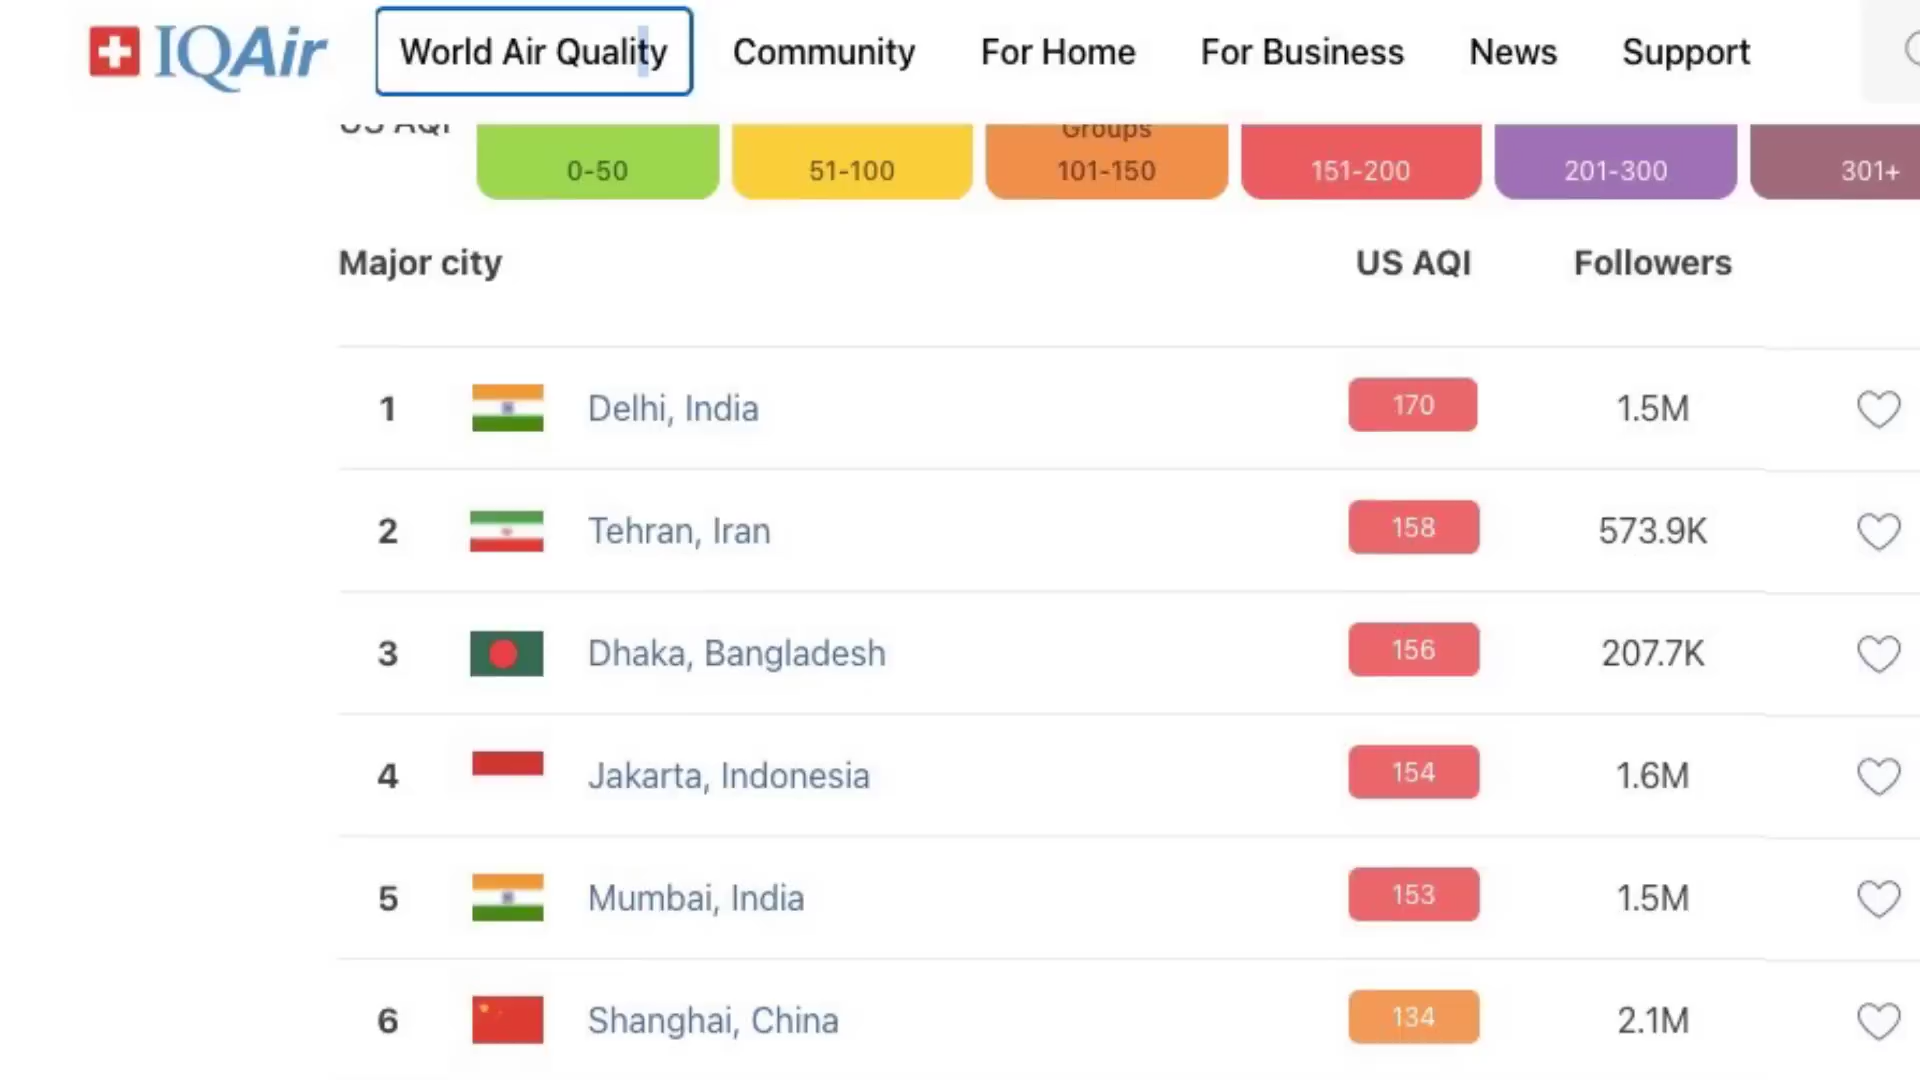 IQAir World Air Quality Community For Home For Business News Support
US AQI Groups
0-50 51-100 101-150 151-200 201-300 301+
Major city US AQI Followers
1 Delhi, India 170 1.5M
2 Tehran, Iran 158 573.9K
3 Dhaka, Bangladesh 156 207.7K
4 Jakarta, Indonesia 154 1.6M
5 Mumbai, India 153 1.5M
6 Shanghai, China 134 2.1M